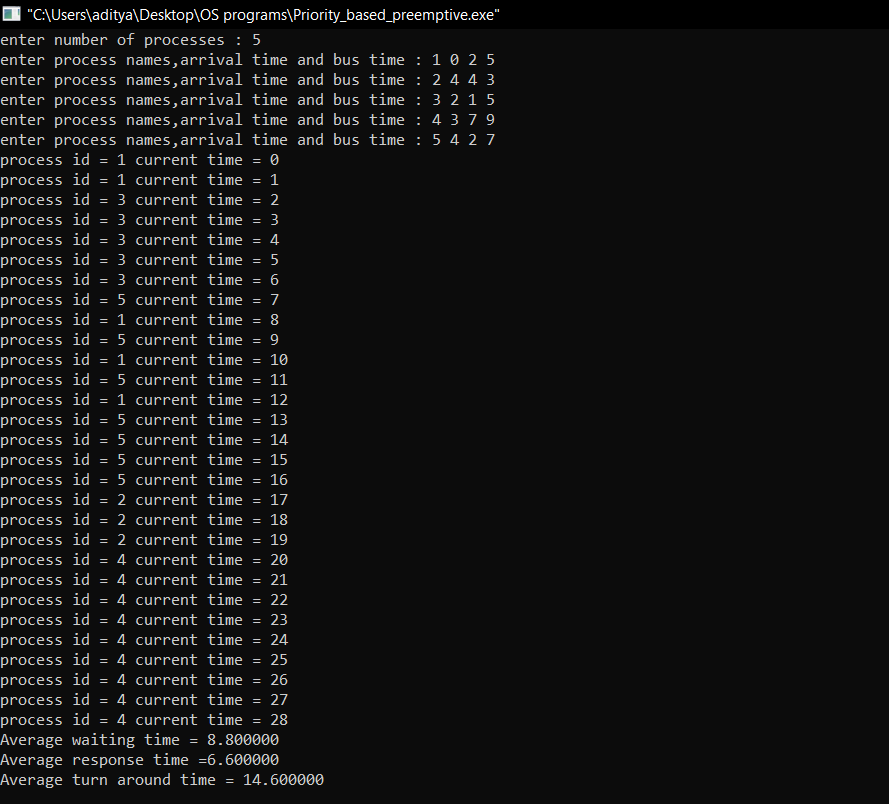 "C:\Users\aditya\Desktop\OS programs\Priority_based_preemptive.exe"
enter number of processes : 5
enter process names,arrival time and bus time : 1 0 2 5
enter process names,arrival time and bus time : 2 4 4 3
enter process names,arrival time and bus time : 3 2 1 5
enter process names,arrival time and bus time : 4 3 7 9
enter process names,arrival time and bus time : 5 4 2 7
process id = 1 current time = 0
process id = 1 current time = 1
process id = 3 current time = 2
process id = 3 current time = 3
process id = 3 current time = 4
process id = 3 current time = 5
process id = 3 current time = 6
process id = 5 current time = 7
process id = 1 current time = 8
process id = 5 current time = 9
process id = 1 current time = 10
process id = 5 current time = 11
process id = 1 current time = 12
process id = 5 current time = 13
process id = 5 current time = 14
process id = 5 current time = 15
process id = 5 current time = 16
process id = 2 current time = 17
process id = 2 current time = 18
process id = 2 current time = 19
process id = 4 current time = 20
process id = 4 current time = 21
process id = 4 current time = 22
process id = 4 current time = 23
process id = 4 current time = 24
process id = 4 current time = 25
process id = 4 current time = 26
process id = 4 current time = 27
process id = 4 current time = 28
Average waiting time = 8.800000
Average response time =6.600000
Average turn around time = 14.600000